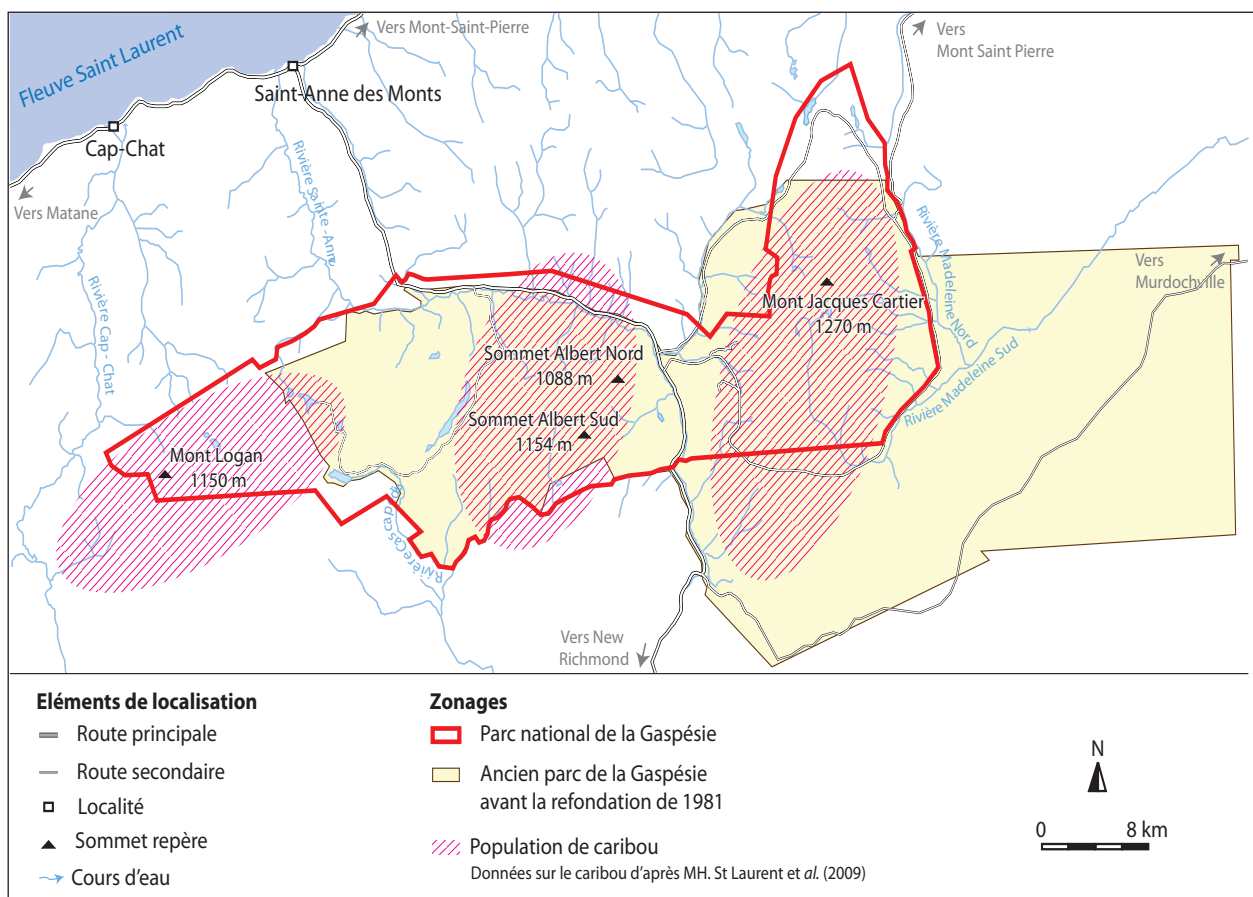 Vers Mont-Saint-Pierre
Vers
Mont Saint Pierre
Fleuve Saint Laurent
Saint-Anne des Monts
Cap-Chat
Vers Matane
Rivière Sainte-Anne
Rivière Cap - Chat
Rivière Madeleine Nord
Vers
Murdochville
Mont Jacques Cartier
1270 m
Sommet Albert Nord
1088 m
Rivière Madeleine Sud
Sommet Albert Sud
1154 m
Mont Logan
1150 m
Rivière Cascapédia
Vers New
Richmond
Eléments de localisation
Route principale
Route secondaire
Localité
Sommet repère
Cours d'eau
Zonages
Parc national de la Gaspésie
Ancien parc de la Gaspésie
avant la refondation de 1981
Population de caribou
Données sur le caribou d'après MH. St Laurent et al. (2009)
N
0 8 km